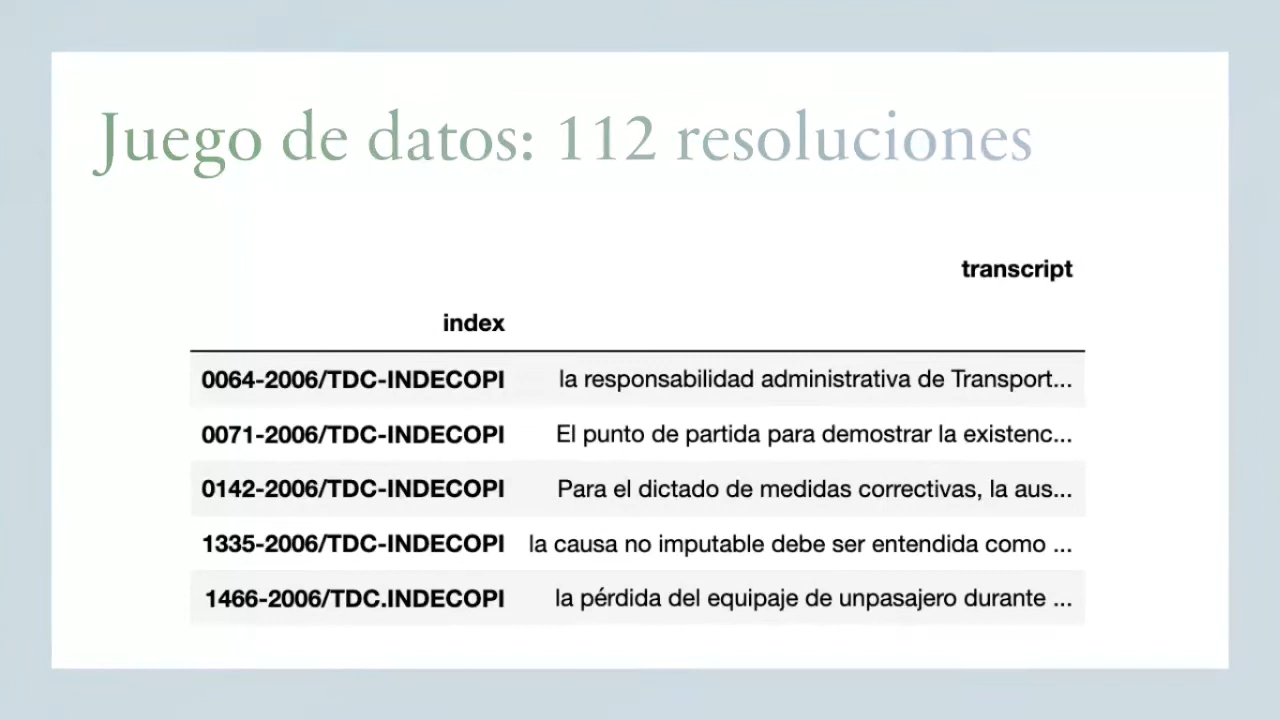 Juego de datos: 112 resoluciones
transcript
index
0064-2006/TDC-INDECOPI la responsabilidad administrativa de Transport...
0071-2006/TDC-INDECOPI El punto de partida para demostrar la existenc...
0142-2006/TDC-INDECOPI Para el dictado de medidas correctivas, la aus...
1335-2006/TDC-INDECOPI la causa no imputable debe ser entendida como ...
1466-2006/TDC.INDECOPI la pérdida del equipaje de unpasajero durante ...